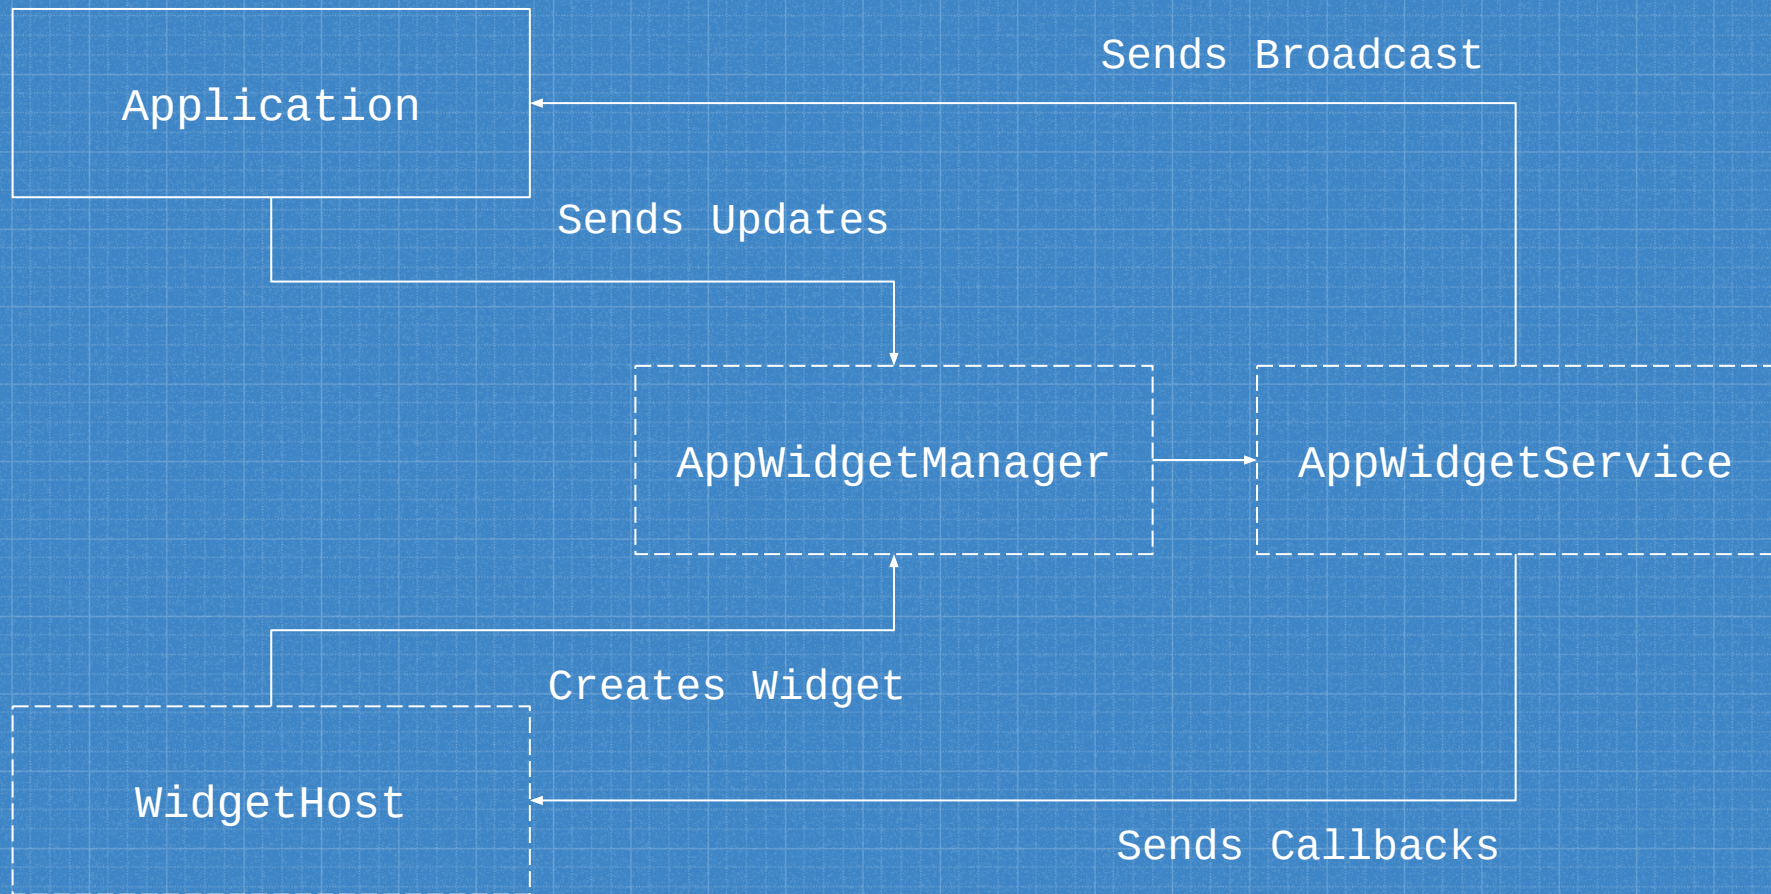 Sends Broadcast
Application
Sends Updates
AppWidgetManager
AppWidgetService
Creates Widget
WidgetHost
Sends Callbacks